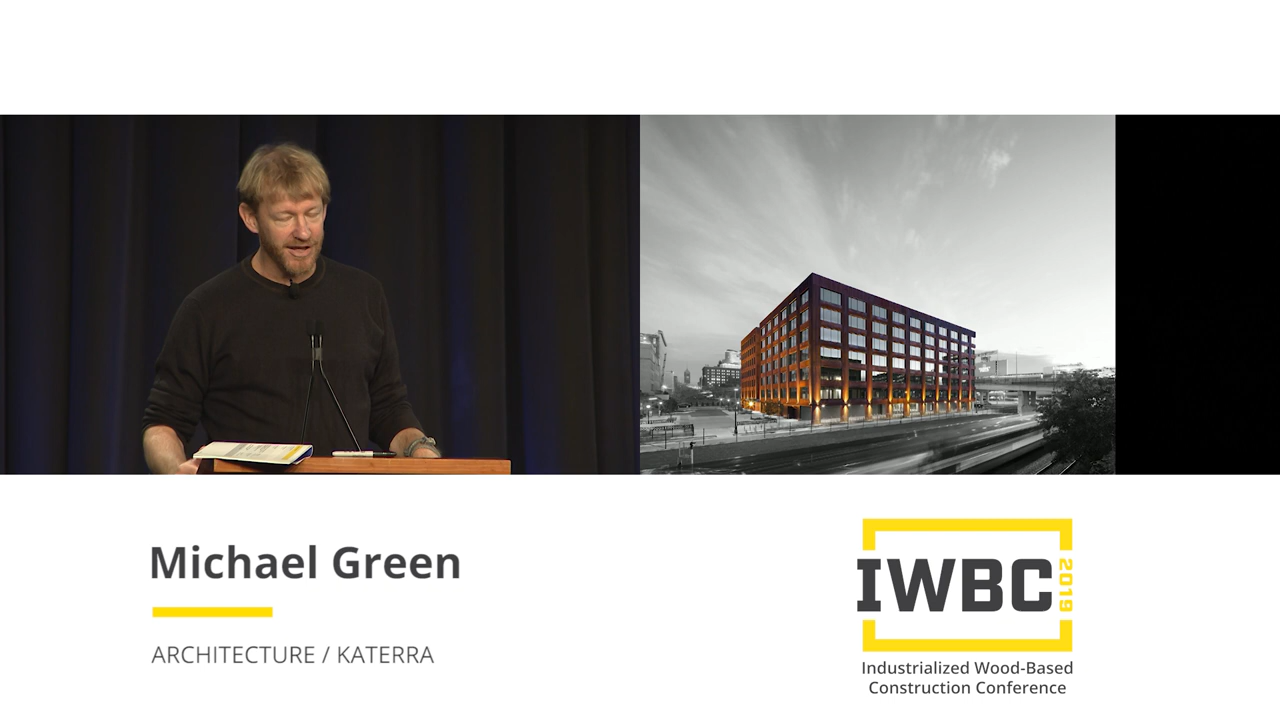 Michael Green
ARCHITECTURE / KATERRA
IWBC
2019
Industrialized Wood-Based
Construction Conference